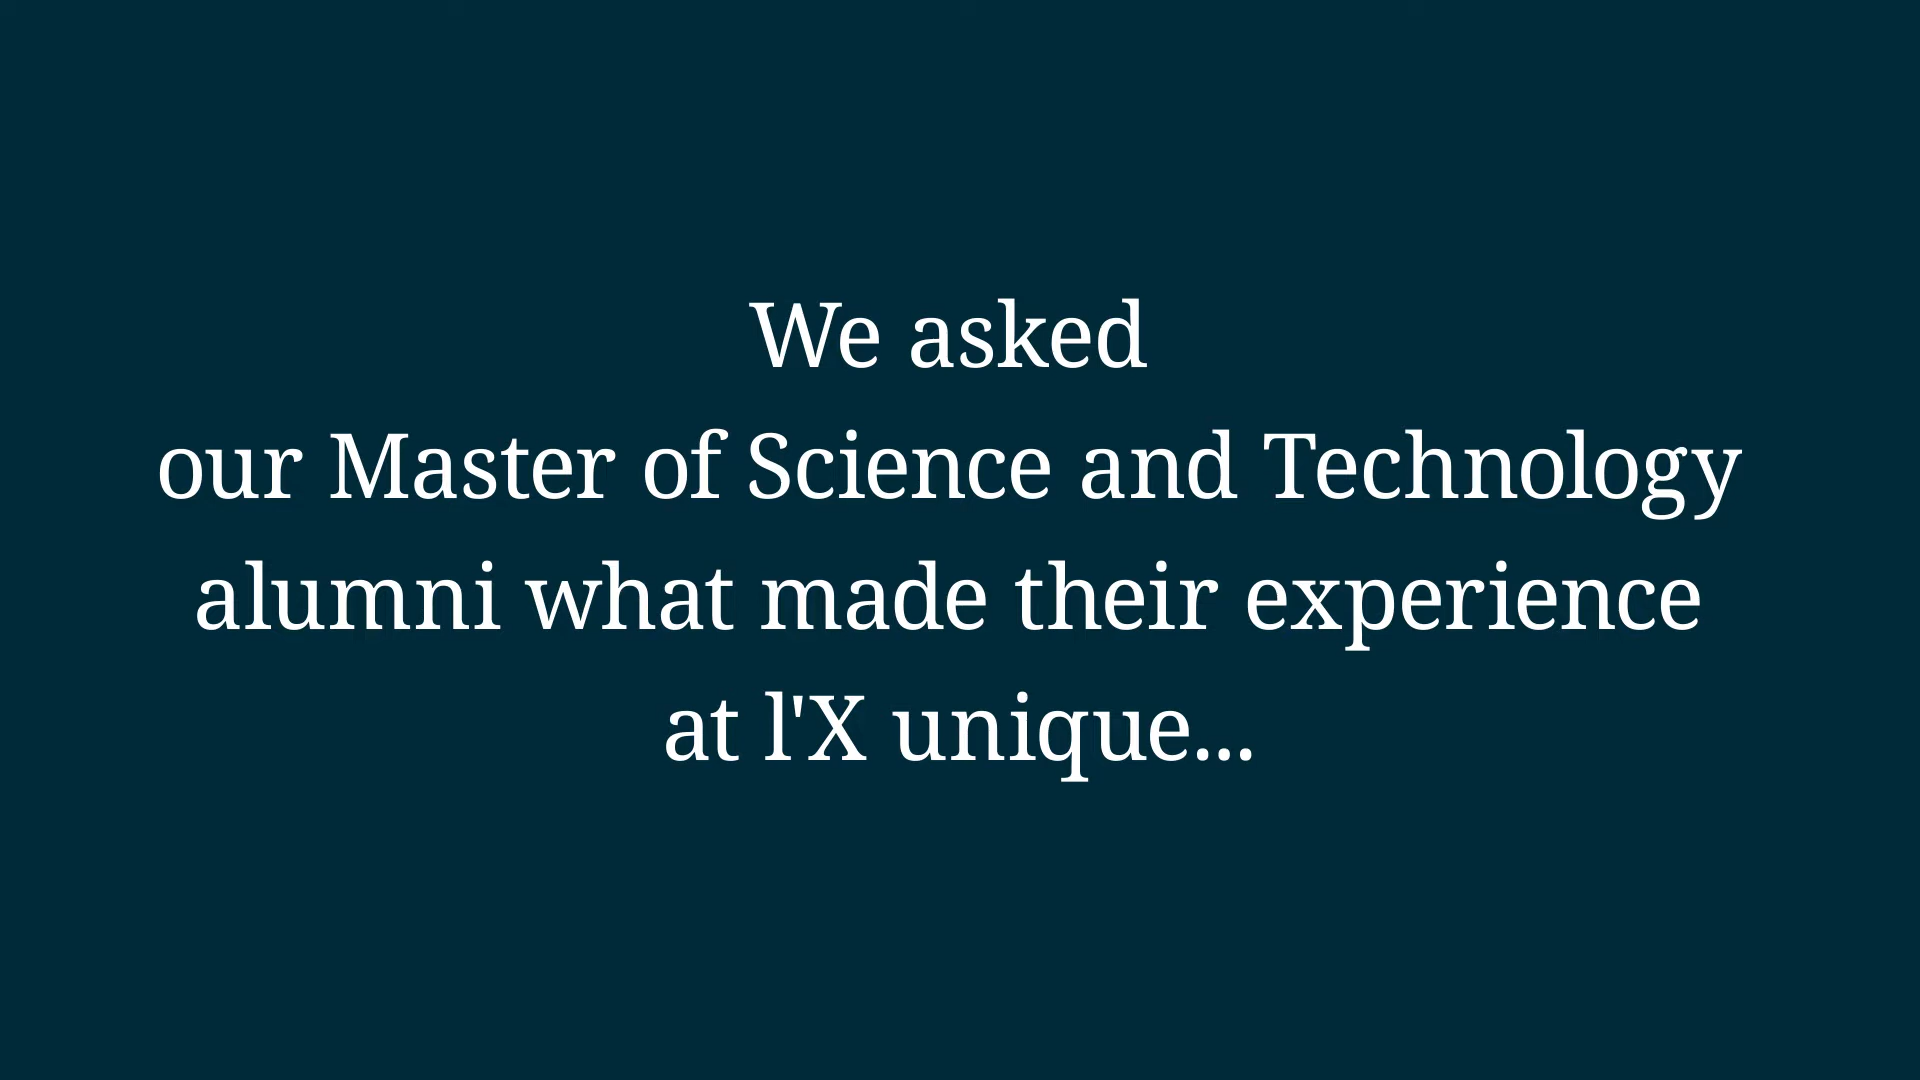 We asked
our Master of Science and Technology
alumni what made their experience
at l'X unique...